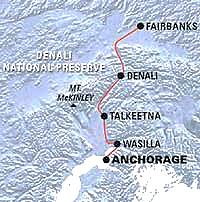 FAIRBANKS
DENALI
NATIONAL PRESERVE
DENALI
MT.
McKINLEY
TALKEETNA
WASILLA
ANCHORAGE